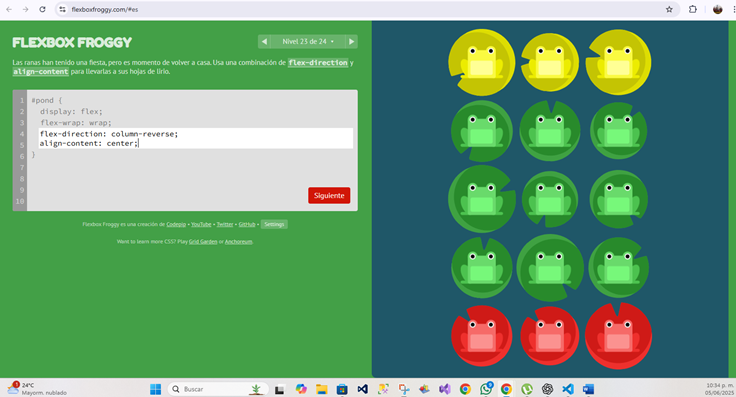 flexboxfroggy.com/#es
FLEXBOX FROGGY
Nivel 23 de 24
Las ranas han tenido una fiesta, pero es momento de volver a casa. Usa una combinación de flex-direction y
align-content para llevarlas a sus hojas de lirio.
1 #pond {
2 display: flex;
3 flex-wrap: wrap;
4 flex-direction: column-reverse;
5 align-content: center;
6 }
7
8
9
10
Siguiente
Flexbox Froggy es una creación de Codepip • YouTube • Twitter • GitHub • Settings
Want to learn more CSS? Play Grid Garden or Anchoreum.
1
24°C
Mayorm. nublado
Buscar
10:34 p. m.
05/06/2025